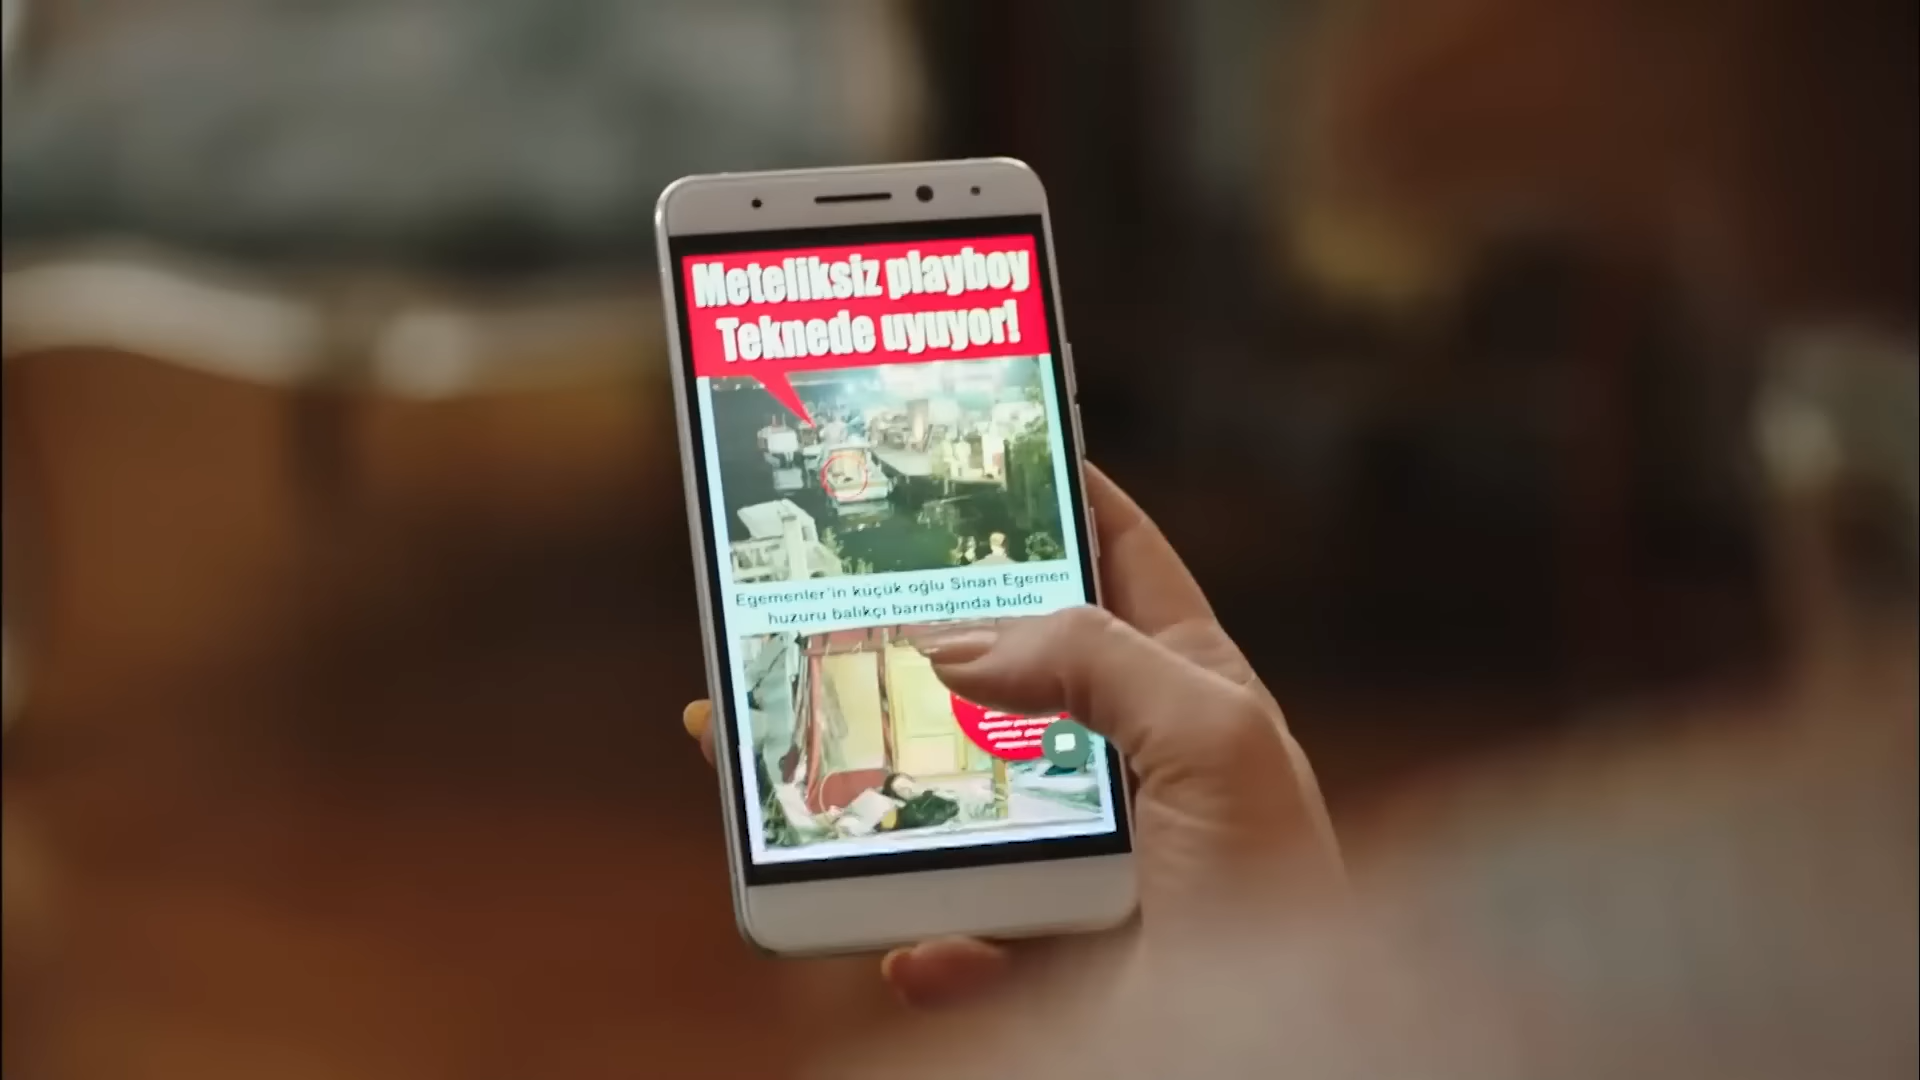 Meteliksiz playboy
Teknede uyuyor!
Egemenler'in küçük oğlu Sinan Egemen
huzuru balıkçı barınağında buldu